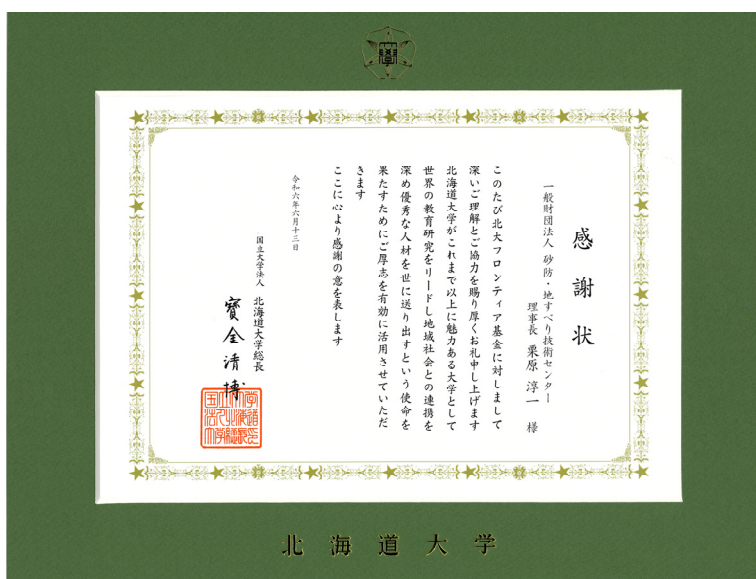 學
感謝状
一般財団法人 砂防・地すべり技術センター
理事長 栗原 淳一 様
このたび北大フロンティア基金に対しまして
深いご理解とご協力を賜り厚くお礼申し上げます
北海道大学がこれまで以上に魅力ある大学として
世界の教育研究をリードし地域社会との連携を
深め優秀な人材を世に送り出すという使命を
果たすためにご厚志を有効に活用させていただ
きます
ここに心より感謝の意を表します
令和六年六月十三日
国立大学法人 北海道大学総長
寳金清博
北海道大学